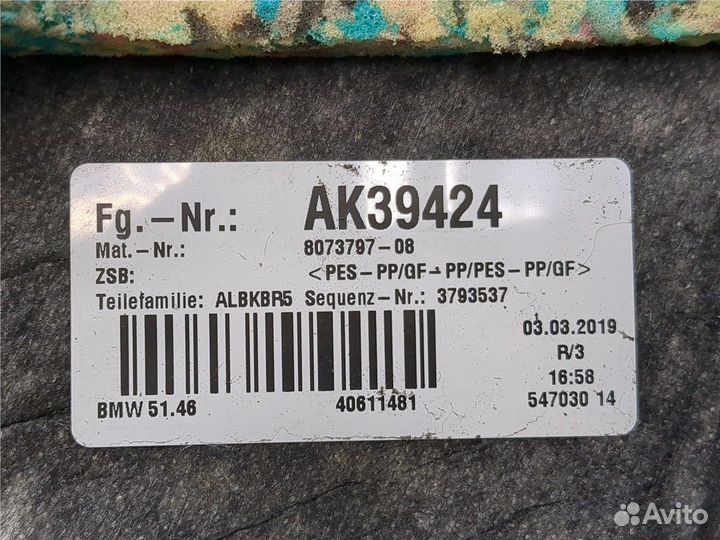 Fg.-Nr.: AK39424
Mat.-Nr.: 8073797-08
ZSB: <PES-PP/GF-PP/PES-PP/GF>
Teilefamilie: ALBKBR5 Sequenz-Nr.: 3793537
03.03.2019
R/3
16:58
BMW 51.46 40611481 547030 14
Avito